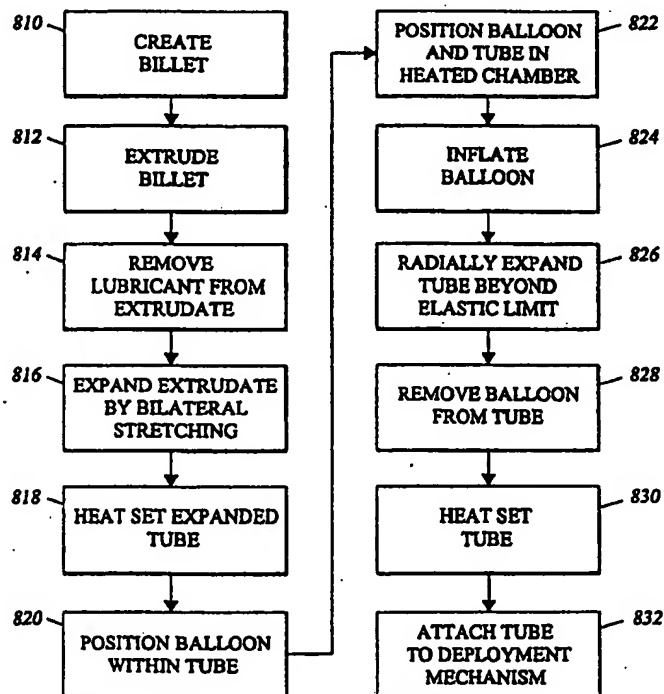 810
CREATE
BILLET
812
EXTRUDE
BILLET
814
REMOVE
LUBRICANT FROM
EXTRUDATE
816
EXPAND EXTRUDATE
BY BILATERAL
STRETCHING
818
HEAT SET EXPANDED
TUBE
820
POSITION BALLOON
WITHIN TUBE
822
POSITION BALLOON
AND TUBE IN
HEATED CHAMBER
824
INFLATE
BALLOON
826
RADIALLY EXPAND
TUBE BEYOND
ELASTIC LIMIT
828
REMOVE BALLOON
FROM TUBE
830
HEAT SET
TUBE
832
ATTACH TUBE
TO DEPLOYMENT
MECHANISM